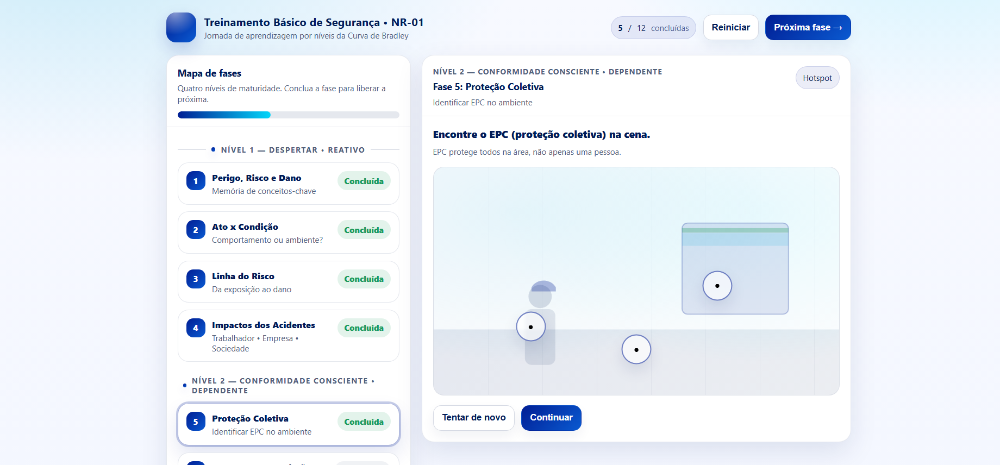 Treinamento Básico de Segurança • NR-01
Jornada de aprendizagem por níveis da Curva de Bradley
5 / 12 concluídas
Reiniciar
Próxima fase →
Mapa de fases
Quatro níveis de maturidade. Conclua a fase para liberar a
próxima.
NÍVEL 1 — DESPERTAR • REATIVO
1
Perigo, Risco e Dano
Memória de conceitos-chave
Concluída
2
Ato x Condição
Comportamento ou ambiente?
Concluída
3
Linha do Risco
Da exposição ao dano
Concluída
4
Impactos dos Acidentes
Trabalhador • Empresa •
Sociedade
Concluída
NÍVEL 2 — CONFORMIDADE CONSCIENTE •
DEPENDENTE
5
Proteção Coletiva
Identificar EPC no ambiente
Concluída
NÍVEL 2 — CONFORMIDADE CONSCIENTE • DEPENDENTE
Fase 5: Proteção Coletiva
Identificar EPC no ambiente
Hotspot
Encontre o EPC (proteção coletiva) na cena.
EPC protege todos na área, não apenas uma pessoa.
Tentar de novo
Continuar